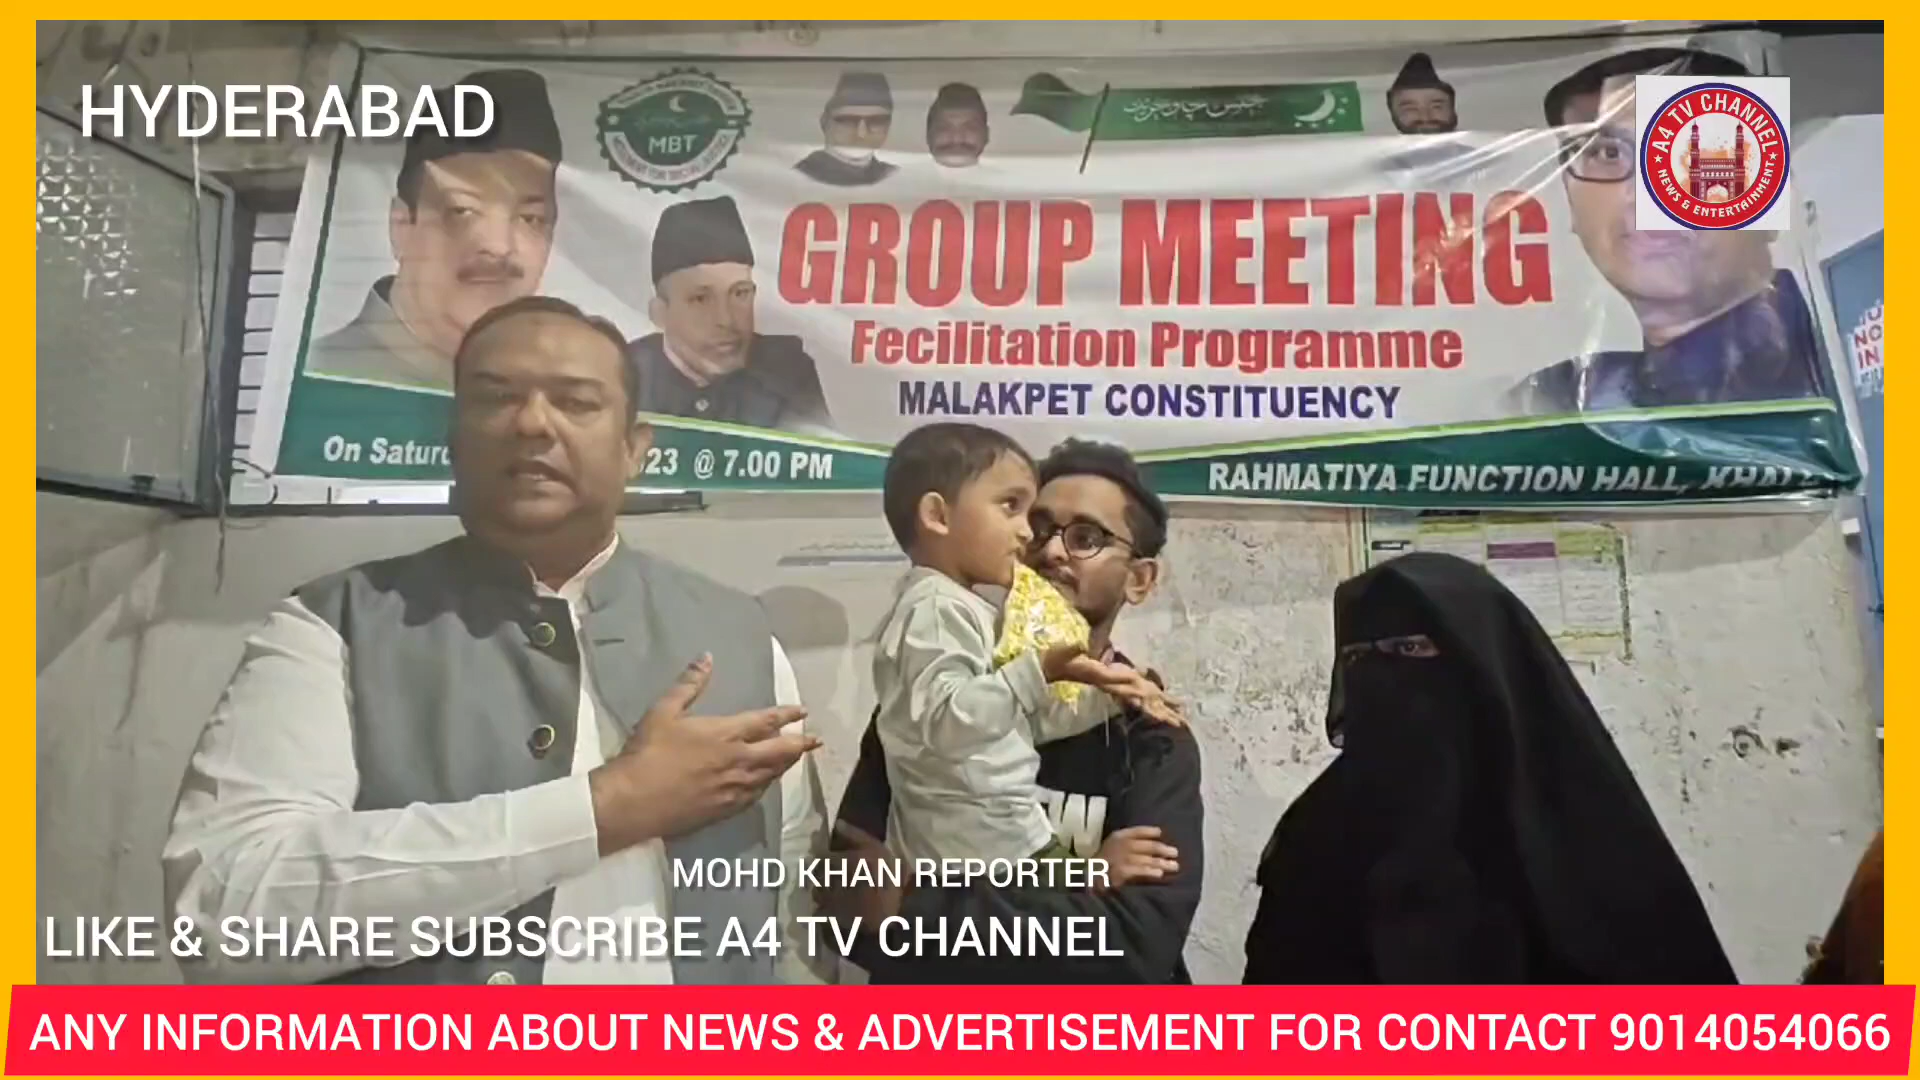 HYDERABAD
MBT
A4 TV CHANNEL
NEWS & ENTERTAINMENT
GROUP MEETING
Fecilitation Programme
MALAKPET CONSTITUENCY
On Satur
23 @ 7.00 PM
RAHMATIYA FUNCTION HALL,
NO
IN
MOHD KHAN REPORTER
LIKE & SHARE SUBSCRIBE A4 TV CHANNEL
ANY INFORMATION ABOUT NEWS & ADVERTISEMENT FOR CONTACT 9014054066